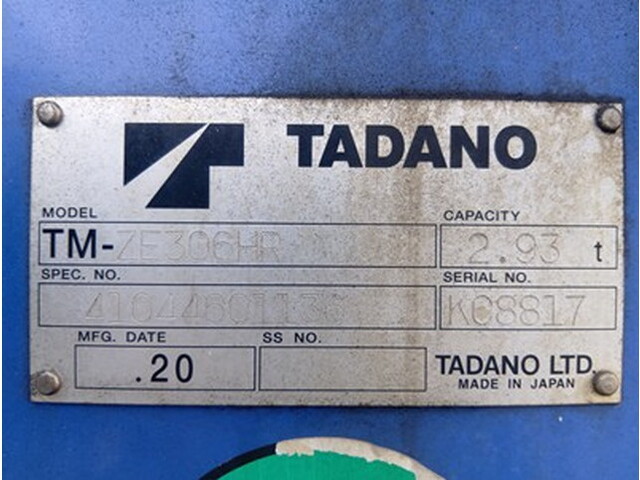 TADANO
MODEL
TM-ZE306HR
CAPACITY
2.93 t
SPEC. NO.
SERIAL NO.
KC8817
MFG. DATE
.20
SS NO.
TADANO LTD.
MADE IN JAPAN